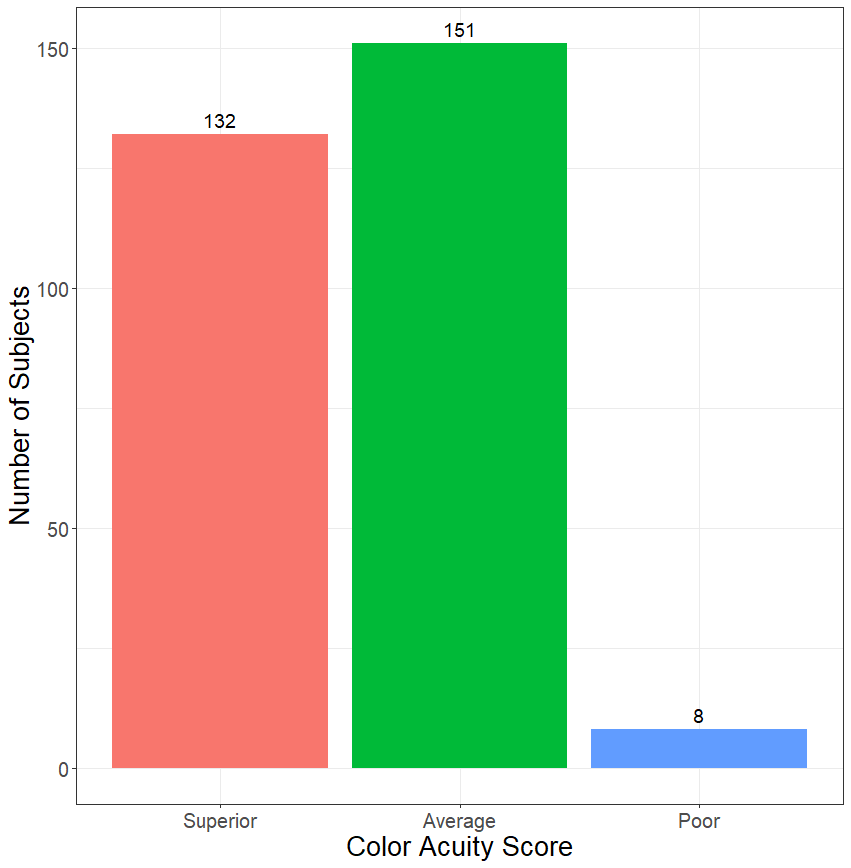 151
150
132
100
Number of Subjects
50
8
0
Superior Average Poor
Color Acuity Score